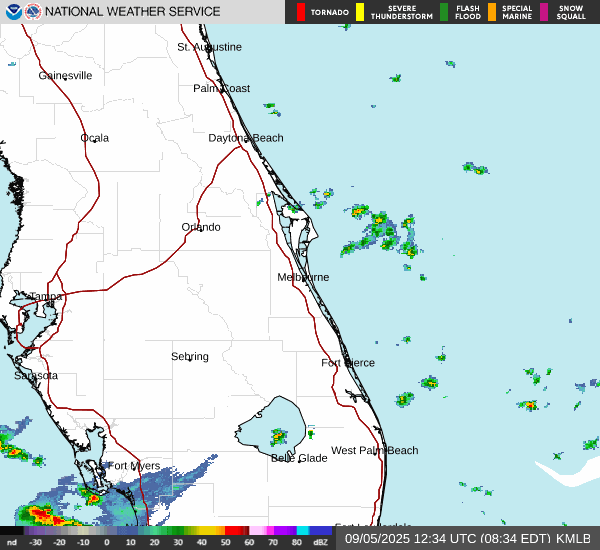 NATIONAL WEATHER SERVICE
TORNADO
SEVERE THUNDERSTORM
FLASH FLOOD
SPECIAL MARINE
SNOW SQUALL
St. Augustine
Gainesville
Palm Coast
Ocala
Daytona Beach
Orlando
Melbourne
Tampa
Sebring
Fort Pierce
Sarasota
West Palm Beach
Belle Glade
Fort Myers
Fort Lauderdale
nd -30 -20 -10 0 10 20 30 40 50 60 70 80 dBZ
09/05/2025 12:34 UTC (08:34 EDT) KMLB